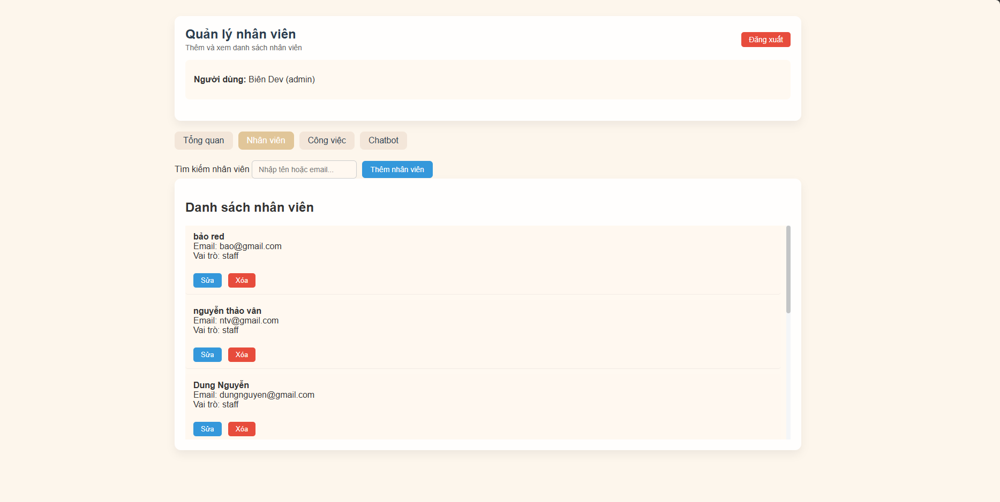 Quản lý nhân viên
Thêm và xem danh sách nhân viên
Đăng xuất
Người dùng: Biên Dev (admin)
Tổng quan Nhân viên Công việc Chatbot
Tìm kiếm nhân viên Nhập tên hoặc email... Thêm nhân viên
Danh sách nhân viên
bảo red
Email: bao@gmail.com
Vai trò: staff
Sửa Xóa
nguyễn thảo vân
Email: ntv@gmail.com
Vai trò: staff
Sửa Xóa
Dung Nguyễn
Email: dungnguyen@gmail.com
Vai trò: staff
Sửa Xóa